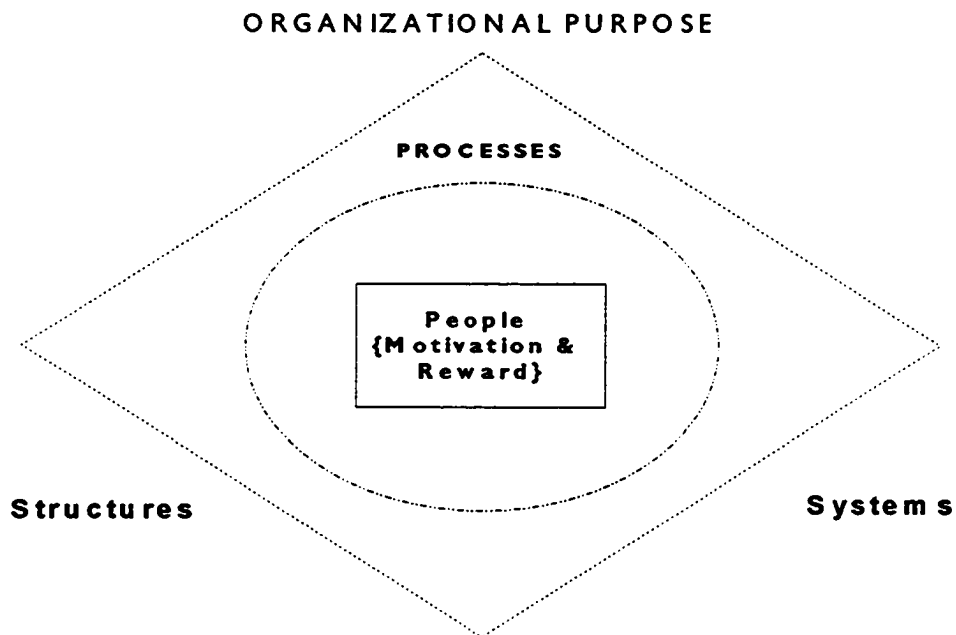 ORGANIZATIONAL PURPOSE
PROCESSES
People
{Motivation &
Reward}
Structures
Systems